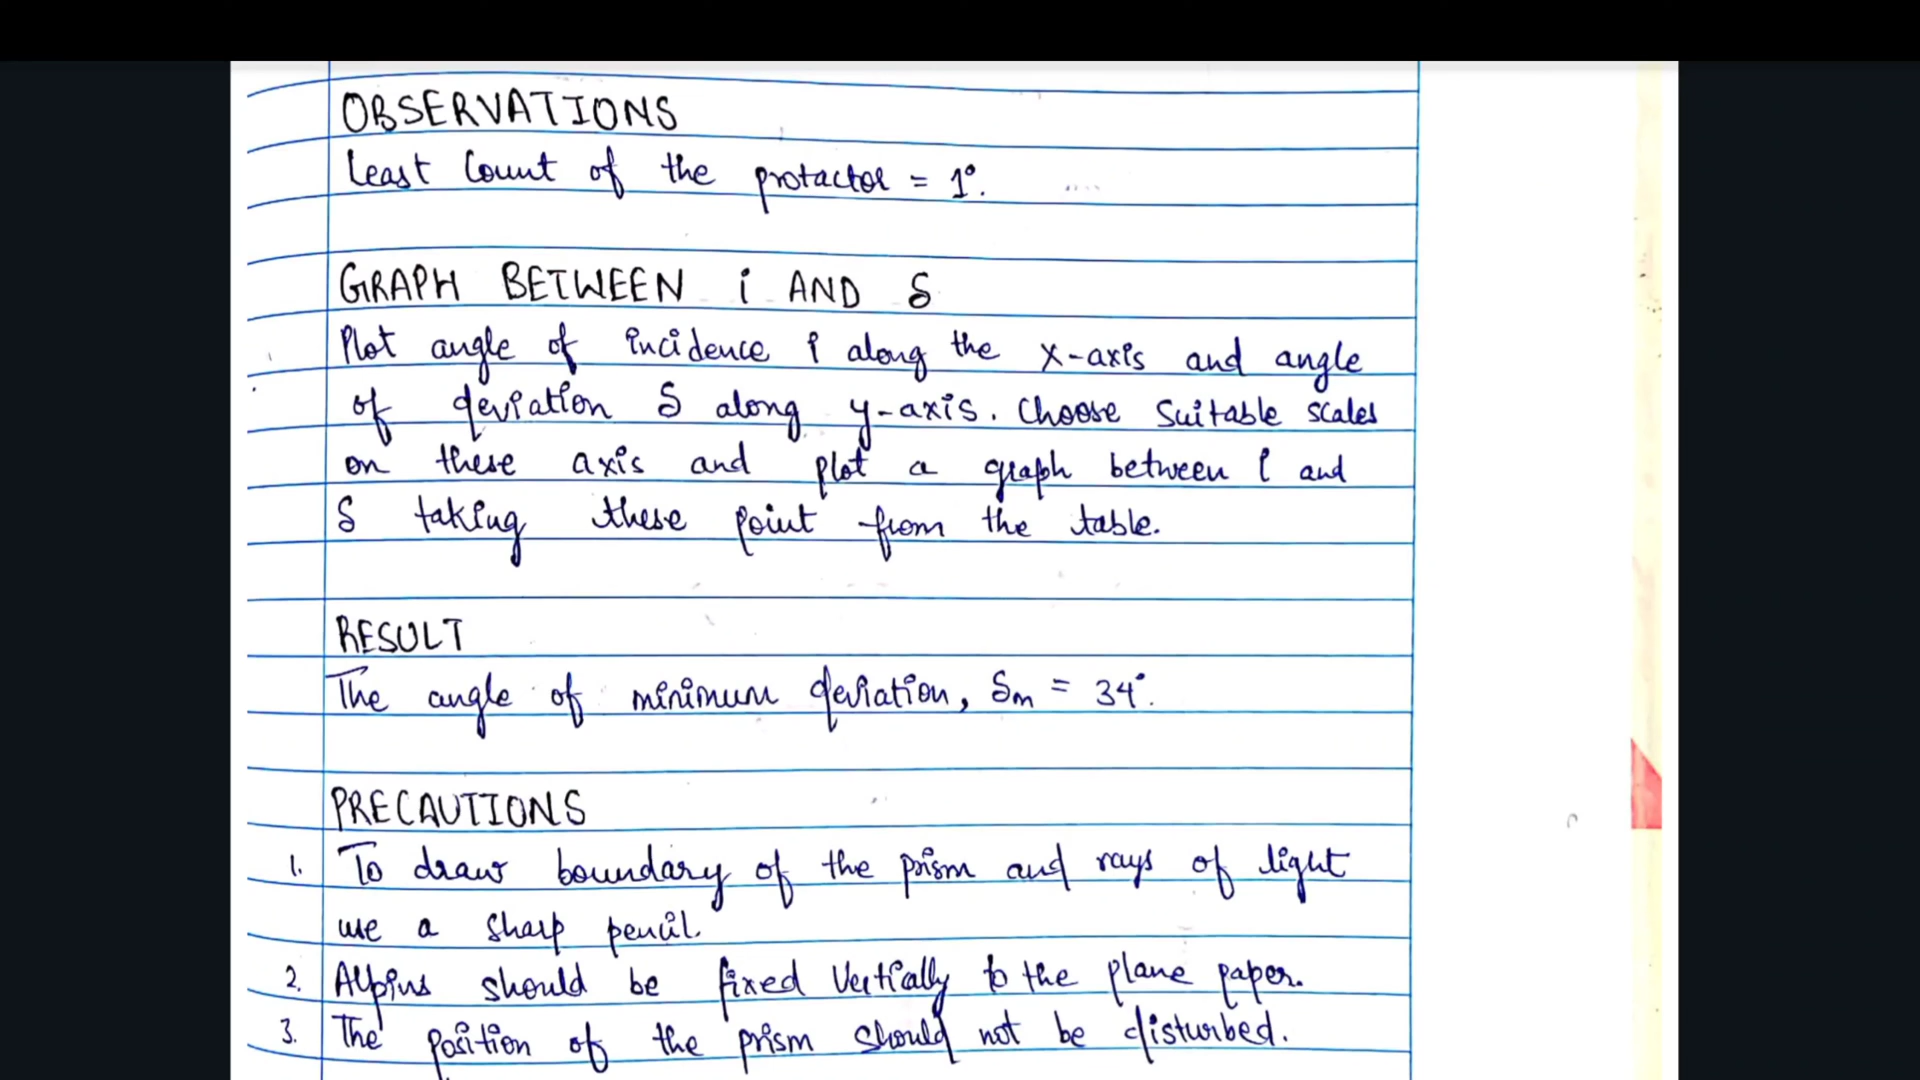 OBSERVATIONS
Least Count of the protactor = 1°.
GRAPH BETWEEN i AND δ
Plot angle of incidence i along the x-axis and angle
of deviation δ along y-axis. Choose suitable scales
on these axis and plot a graph between i and
δ taking these point from the table.
RESULT
The angle of minimum deviation, δm = 34°.
PRECAUTIONS
1. To draw boundary of the prism and rays of light
use a sharp pencil.
2. Allpins should be fixed vertically to the plane paper.
3. The position of the prism should not be disturbed.